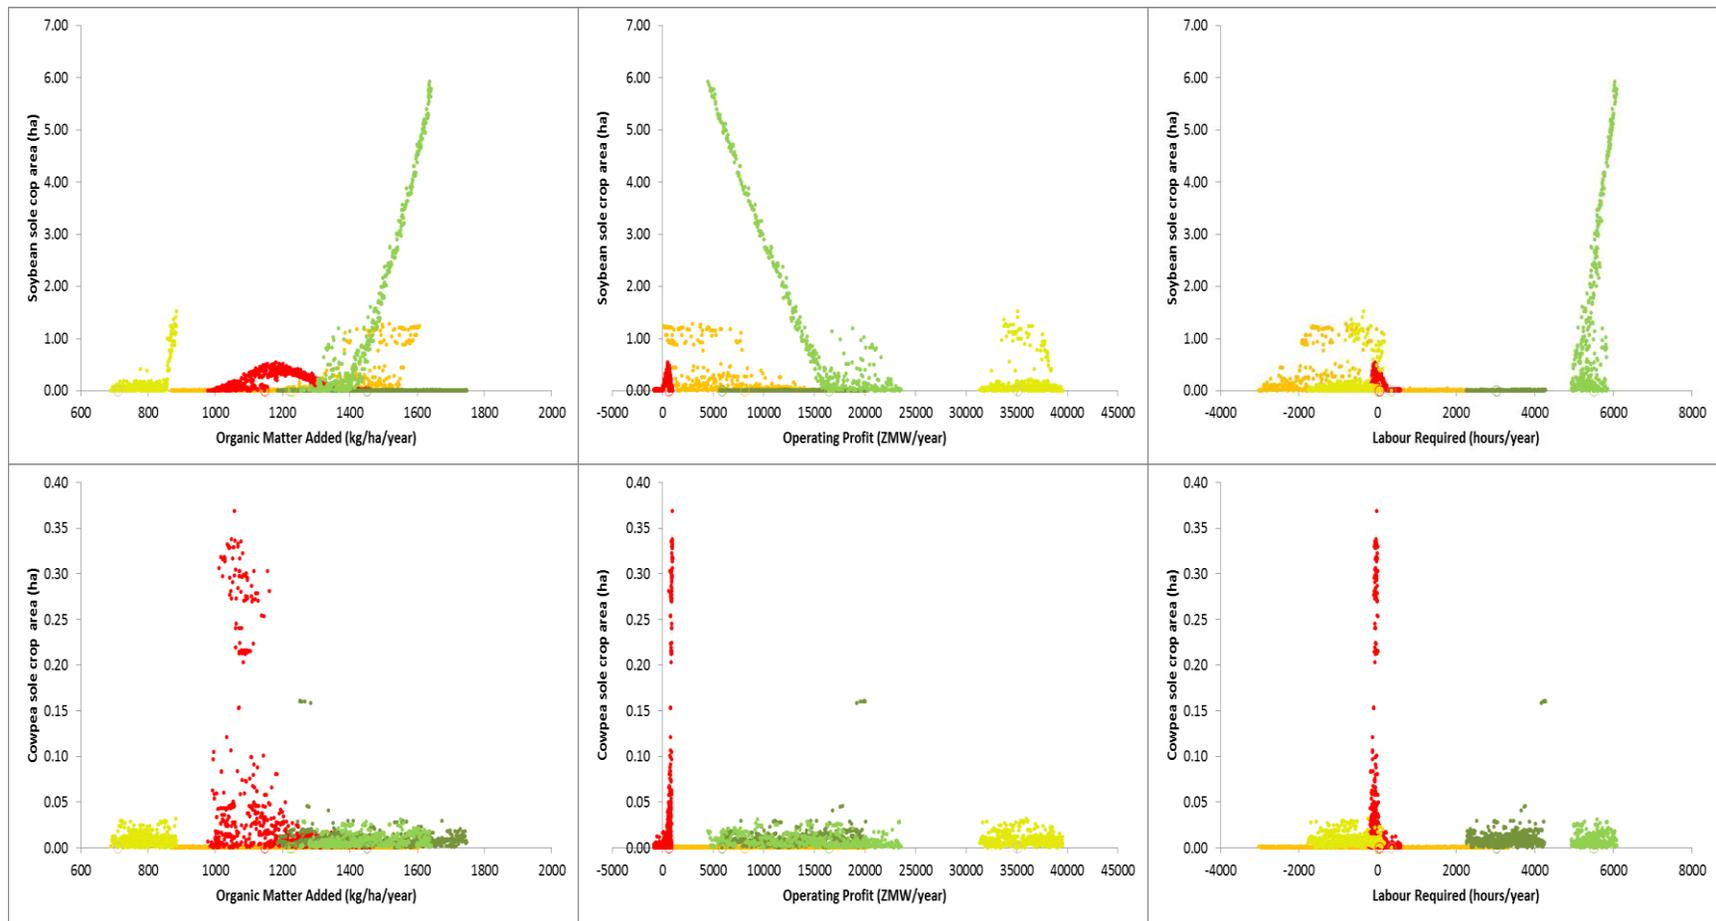 7.00
6.00
5.00
4.00
3.00
2.00
1.00
0.00
Soybean sole crop area (ha)
600 800 1000 1200 1400 1600 1800 2000
Organic Matter Added (kg/ha/year)
7.00
6.00
5.00
4.00
3.00
2.00
1.00
0.00
Soybean sole crop area (ha)
-5000 0 5000 10000 15000 20000 25000 30000 35000 40000 45000
Operating Profit (ZMW/year)
7.00
6.00
5.00
4.00
3.00
2.00
1.00
0.00
Soybean sole crop area (ha)
-4000 -2000 0 2000 4000 6000 8000
Labour Required (hours/year)
0.40
0.35
0.30
0.25
0.20
0.15
0.10
0.05
0.00
Cowpea sole crop area (ha)
600 800 1000 1200 1400 1600 1800 2000
Organic Matter Added (kg/ha/year)
0.40
0.35
0.30
0.25
0.20
0.15
0.10
0.05
0.00
Cowpea sole crop area (ha)
-5000 0 5000 10000 15000 20000 25000 30000 35000 40000 45000
Operating Profit (ZMW/year)
0.40
0.35
0.30
0.25
0.20
0.15
0.10
0.05
0.00
Cowpea sole crop area (ha)
-4000 -2000 0 2000 4000 6000 8000
Labour Required (hours/year)